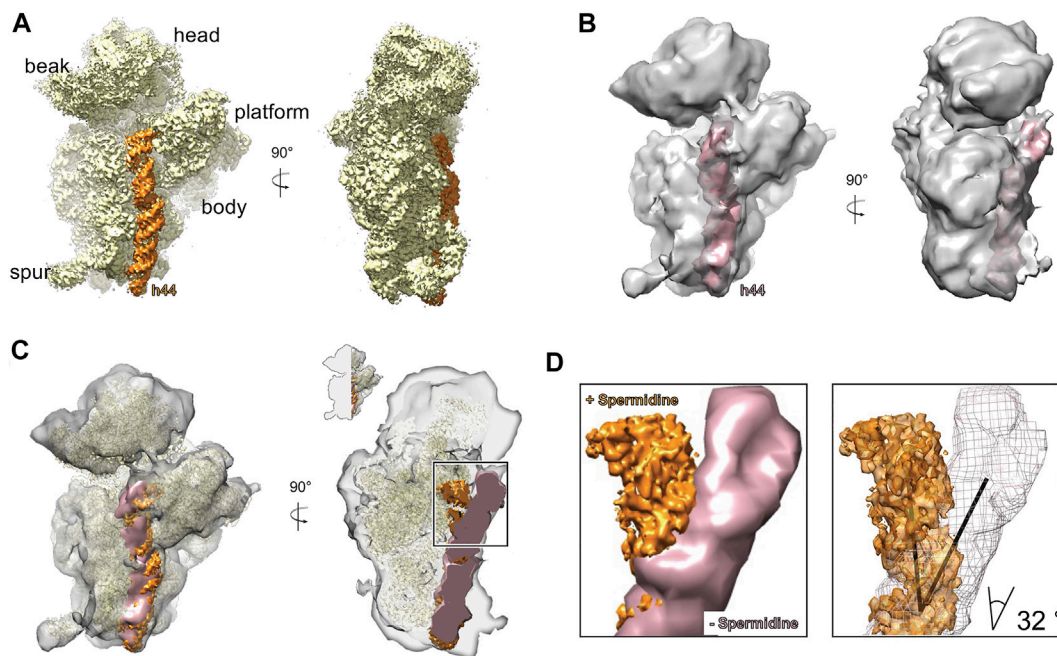 A
head
beak
platform
90°
body
spur
h44
B
90°
h44
C
90°
D
+ Spermidine
- Spermidine
32 °